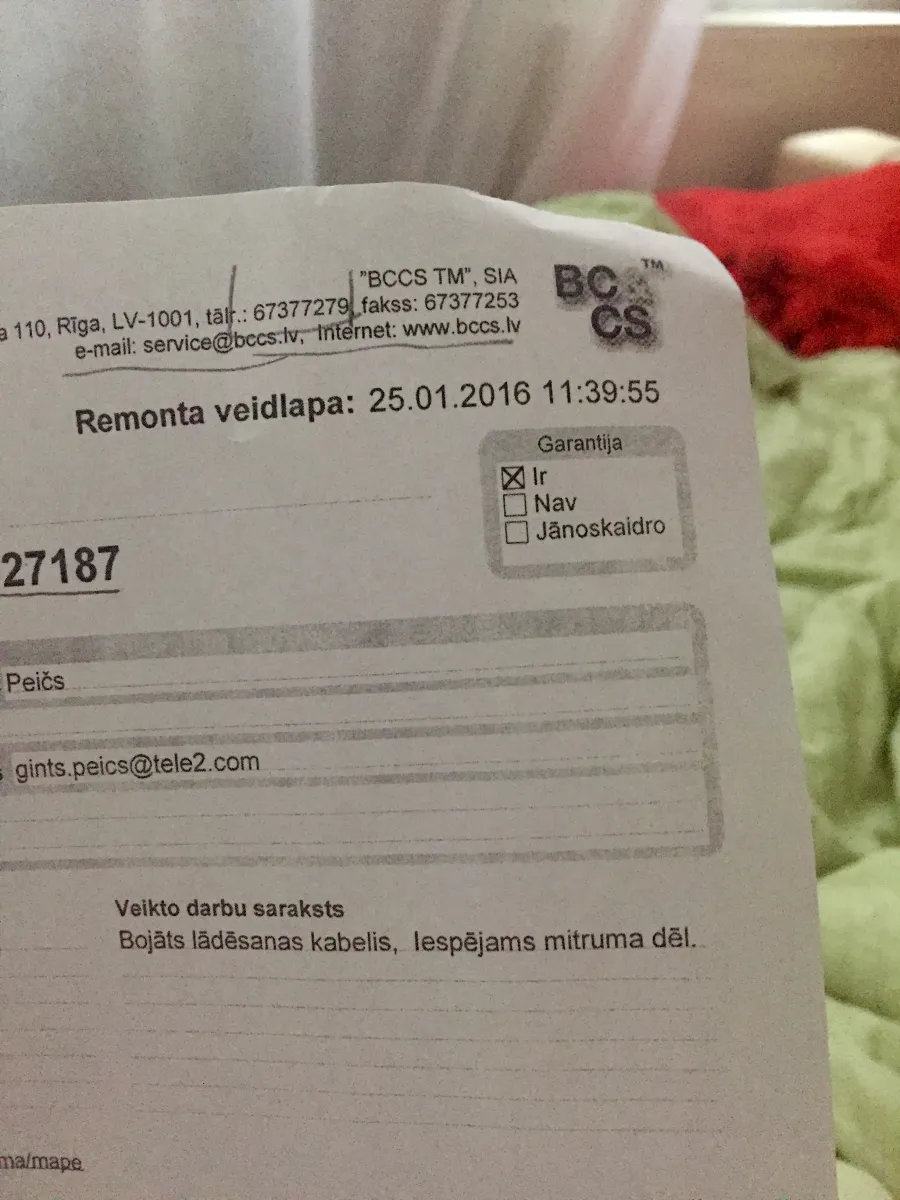 "BCCS TM", SIA
BC CS ™
110, Rīga, LV-1001, tālr.: 67377279, fakss: 67377253
e-mail: service@bccs.lv, Internet: www.bccs.lv
Remonta veidlapa: 25.01.2016 11:39:55
Garantija
Ir
Nav
Jānoskaidro
27187
Peičs
gints.peics@tele2.com
Veikto darbu saraksts
Bojāts lādēsanas kabelis, Iespējams mitruma dēl.
ma/mape